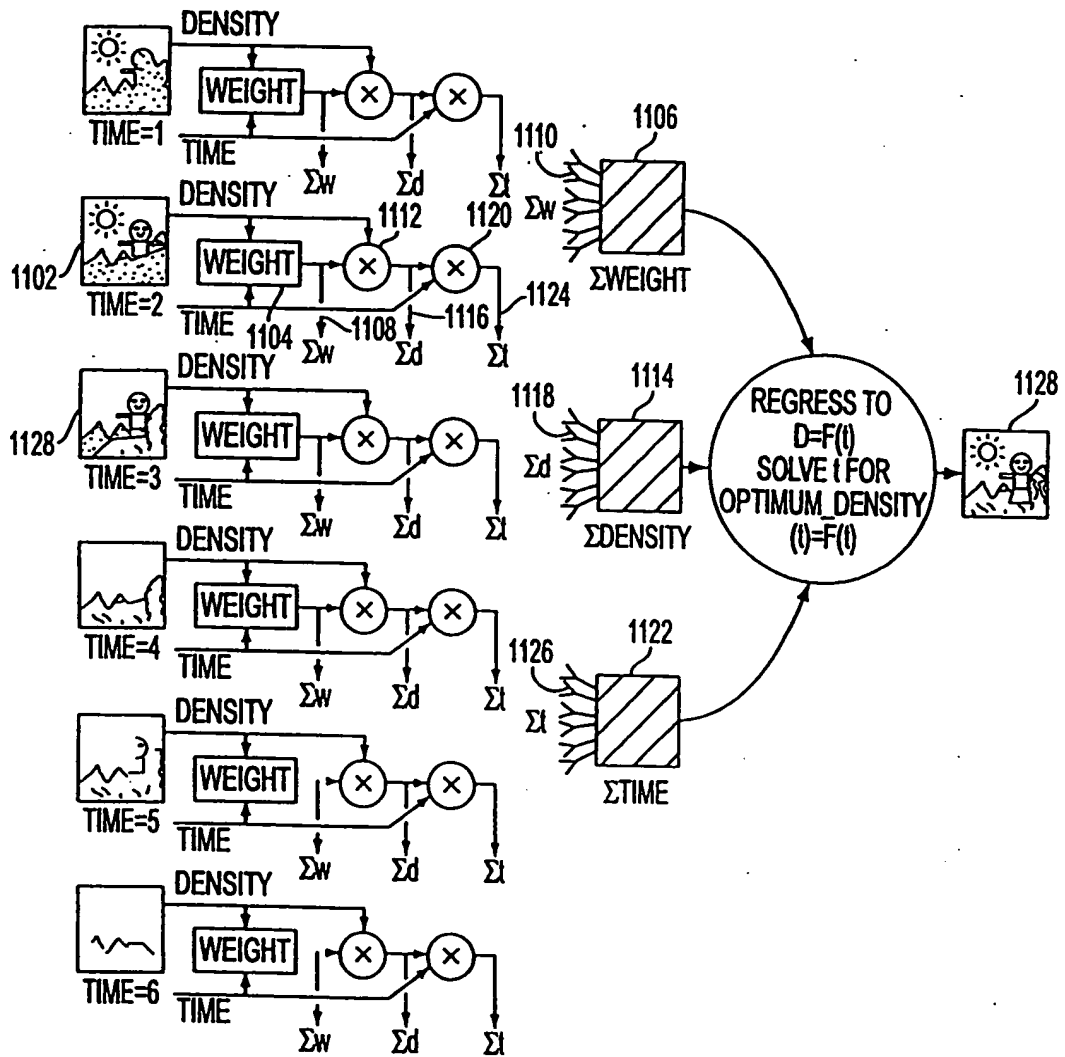 DENSITY
WEIGHT
×
×
TIME=1
TIME
Σw
Σd
Σt
DENSITY
1112
1120
1102
WEIGHT
×
×
TIME=2
TIME
1104
Σw
1108
Σd
1116
Σt
1124
DENSITY
1128
WEIGHT
×
×
TIME=3
TIME
Σw
Σd
Σt
DENSITY
WEIGHT
×
×
TIME=4
TIME
Σw
Σd
Σt
DENSITY
WEIGHT
×
×
TIME=5
TIME
Σw
Σd
Σt
DENSITY
WEIGHT
×
×
TIME=6
TIME
Σw
Σd
Σt
1110
1106
Σw
ΣWEIGHT
1118
1114
Σd
ΣDENSITY
1126
1122
Σt
ΣTIME
REGRESS TO
D=F(t)
SOLVE t FOR
OPTIMUM_DENSITY
(t)=F(t)
1128